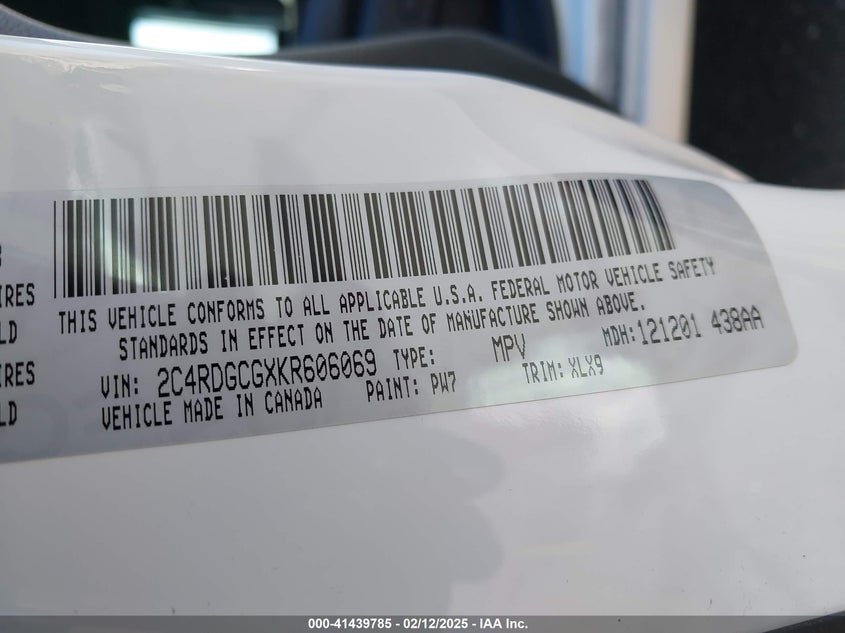 THIS VEHICLE CONFORMS TO ALL APPLICABLE U.S.A. FEDERAL MOTOR VEHICLE SAFETY
STANDARDS IN EFFECT ON THE DATE OF MANUFACTURE SHOWN ABOVE.
VIN: 2C4RDGCGXKR606069 TYPE: MPV MDH: 121201 438AA
VEHICLE MADE IN CANADA PAINT: PW7 TRIM: XLX9
000-41439785 - 02/12/2025 - IAA Inc.